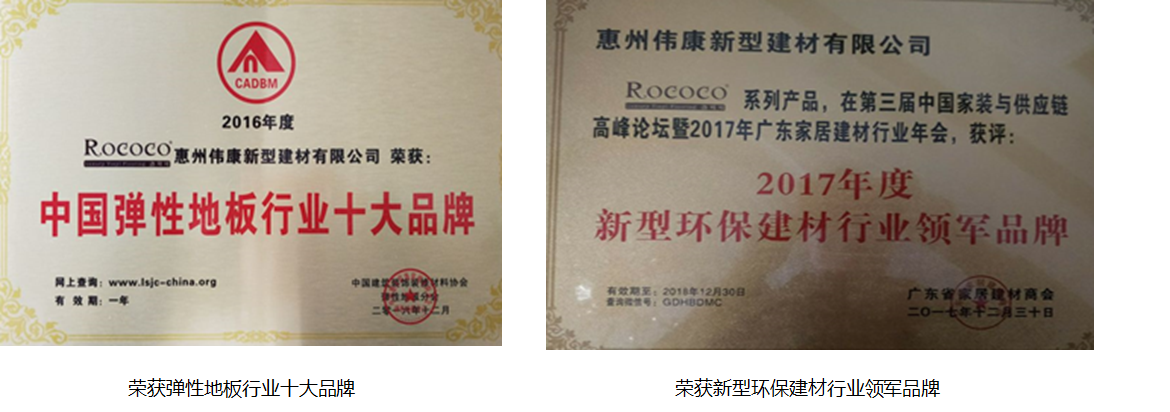 CADBM
2016年度
ROCOCO 惠州伟康新型建材有限公司 荣获：
中国弹性地板行业十大品牌
网上查询：www.lsjc-china.org
有 效 期：一年
中国建筑装饰装修材料协会
弹性地板分会
二零一六年十二月
荣获弹性地板行业十大品牌
惠州伟康新型建材有限公司
ROCOCO 系列产品，在第三届中国家装与供应链
高峰论坛暨2017年广东家居建材行业年会，获评：
2017年度
新型环保建材行业领军品牌
有效期至：2018年12月30日
查询微信号：GDHBDMC
广东省家居建材商会
二〇一七年十二月三十日
荣获新型环保建材行业领军品牌